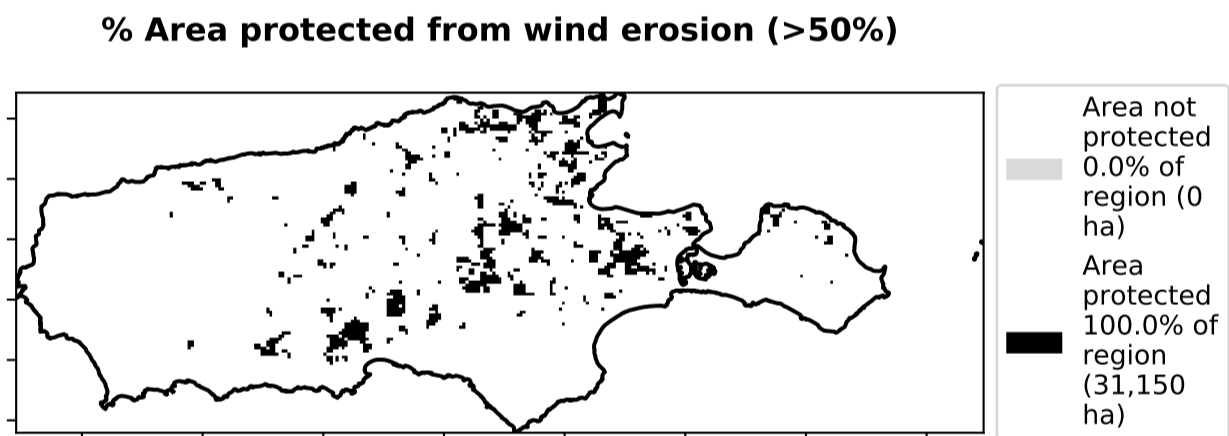 % Area protected from wind erosion (>50%)
Area not
protected
0.0% of
region (0
ha)
Area
protected
100.0% of
region
(31,150
ha)